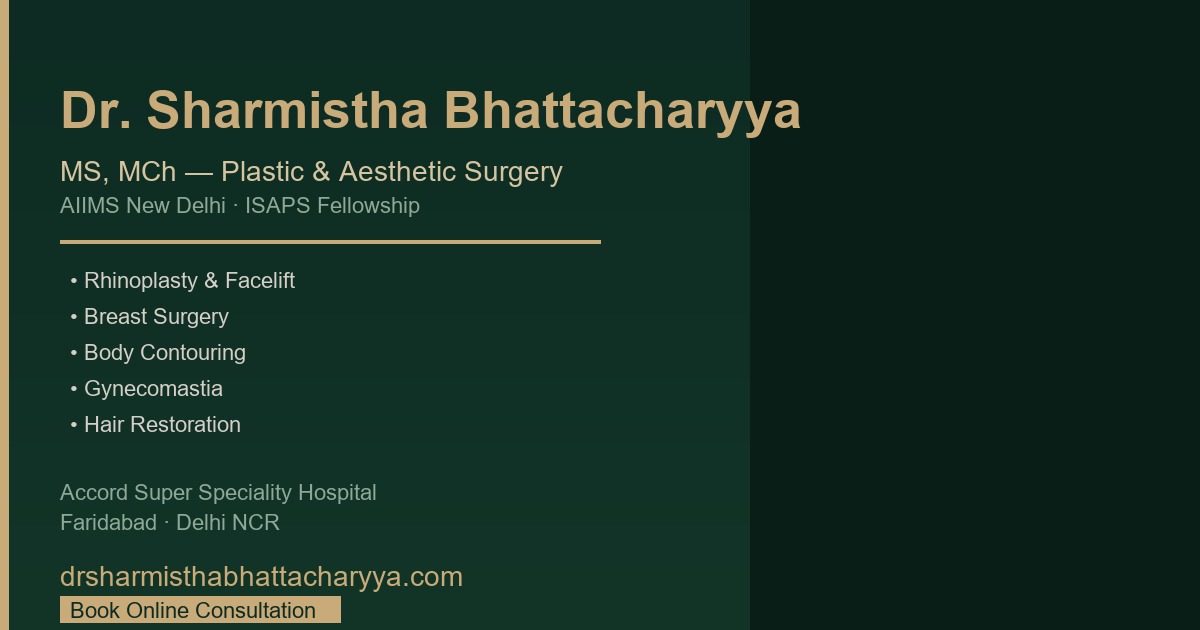 Dr. Sharmistha Bhattacharyya
MS, MCh — Plastic & Aesthetic Surgery
AIIMS New Delhi · ISAPS Fellowship
• Rhinoplasty & Facelift
• Breast Surgery
• Body Contouring
• Gynecomastia
• Hair Restoration
Accord Super Speciality Hospital
Faridabad · Delhi NCR
drsharmisthabhattacharyya.com
Book Online Consultation